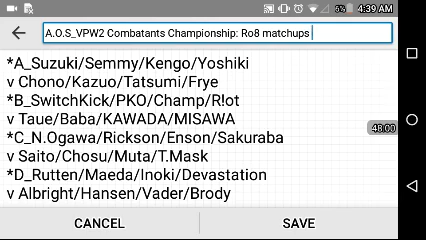 6% 4:39 AM
A.O.S_VPW2 Combatants Championship: Ro8 matchups
*A_Suzuki/Semmy/Kengo/Yoshiki
v Chono/Kazuo/Tatsumi/Frye
*B_SwitchKick/PKO/Champ/R!ot
v Taue/Baba/KAWADA/MISAWA
*C_N.Ogawa/Rickson/Enson/Sakuraba
48:00
v Saito/Chosu/Muta/T.Mask
*D_Rutten/Maeda/Inoki/Devastation
v Albright/Hansen/Vader/Brody
CANCEL SAVE